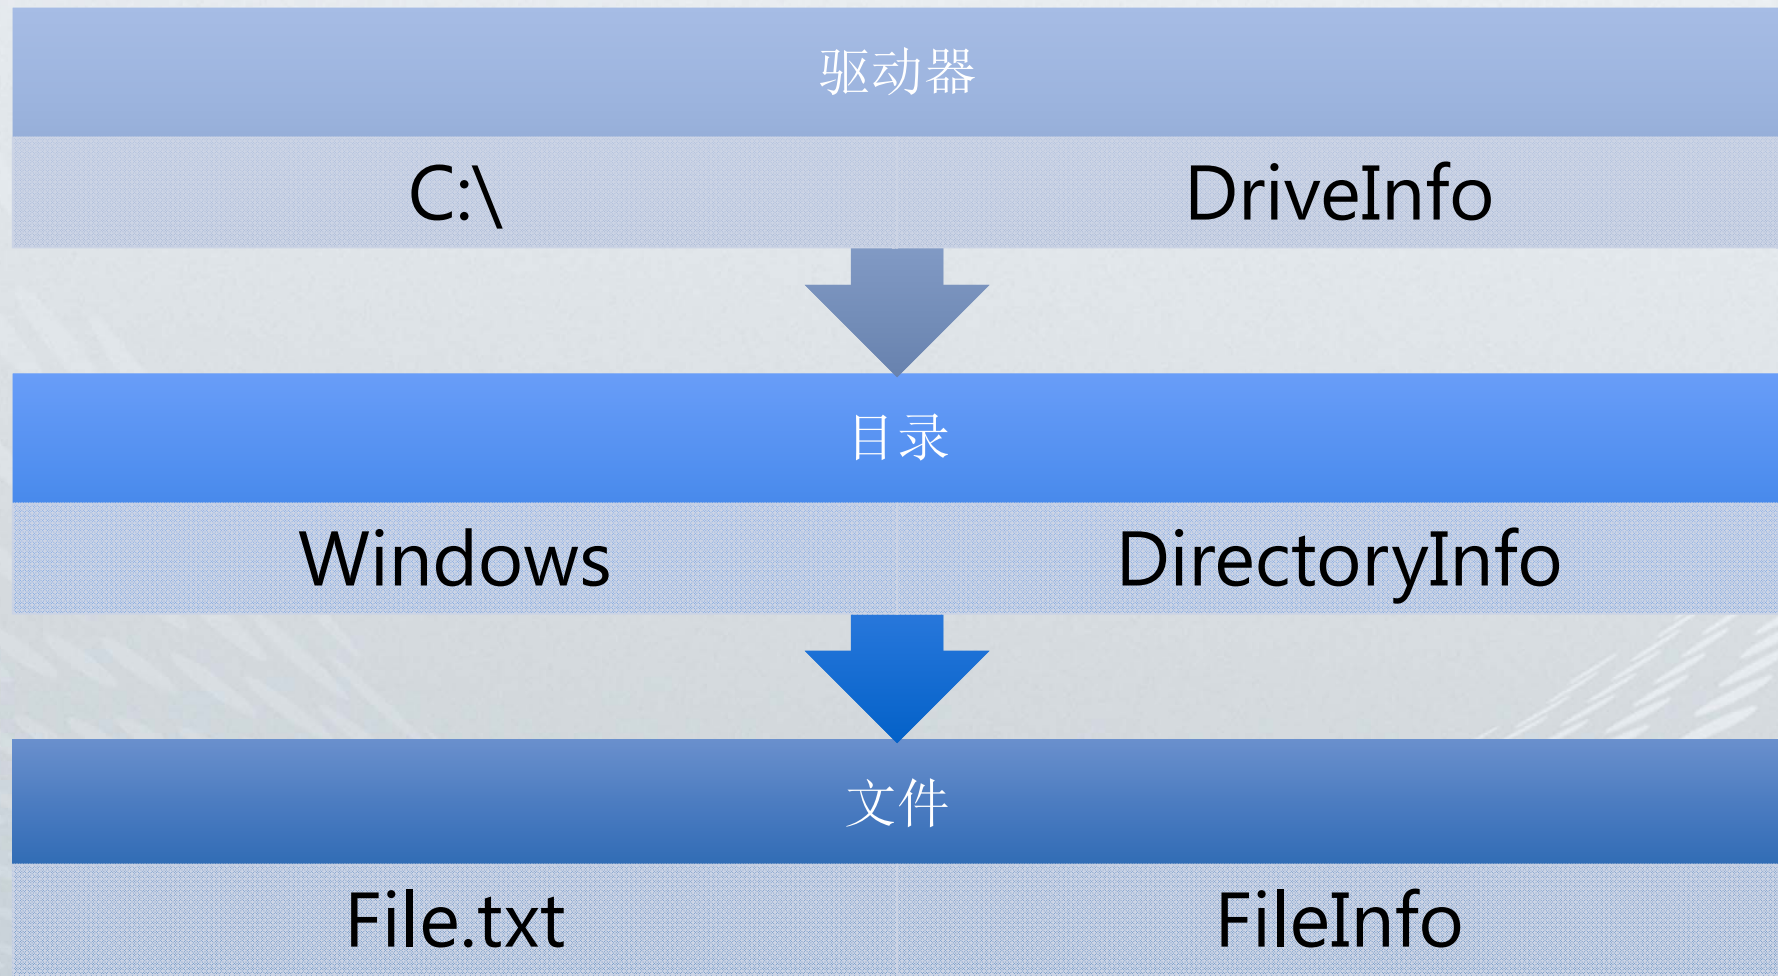 驱动器
C:\ DriveInfo
目录
Windows DirectoryInfo
文件
File.txt FileInfo